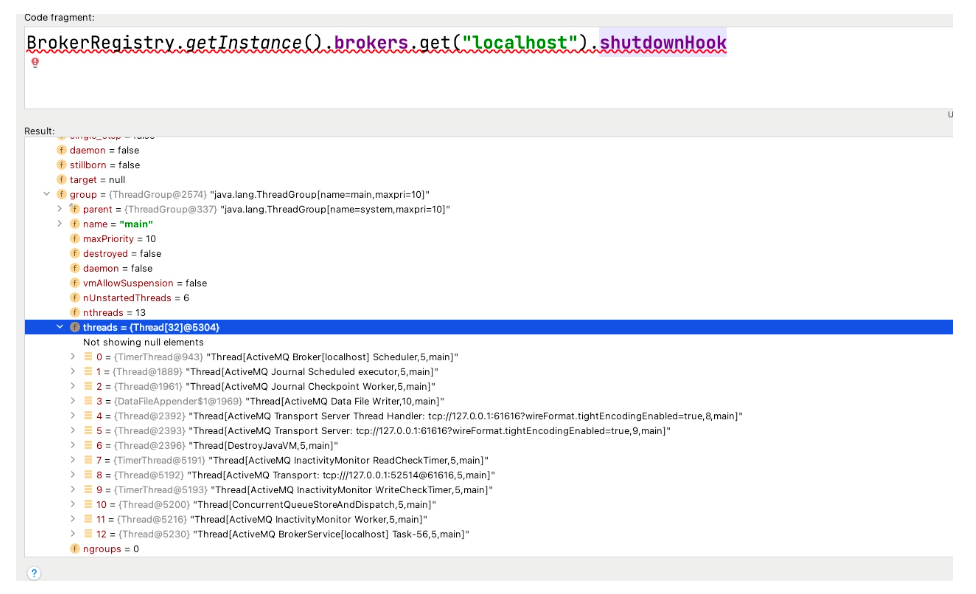 Code fragment:
BrokerRegistry.getInstance().brokers.get("localhost").shutdownHook
Result:
single_step = false
daemon = false
stillborn = false
target = null
group = {ThreadGroup@2574} "java.lang.ThreadGroup[name=main,maxpri=10]"
parent = {ThreadGroup@337} "java.lang.ThreadGroup[name=system,maxpri=10]"
name = "main"
maxPriority = 10
destroyed = false
daemon = false
vmAllowSuspension = false
nUnstartedThreads = 6
nthreads = 13
threads = {Thread[32]@5304}
Not showing null elements
0 = {TimerThread@943} "Thread[ActiveMQ Broker[localhost] Scheduler,5,main]"
1 = {Thread@1889} "Thread[ActiveMQ Journal Scheduled executor,5,main]"
2 = {Thread@1961} "Thread[ActiveMQ Journal Checkpoint Worker,5,main]"
3 = {DataFileAppender$1@1969} "Thread[ActiveMQ Data File Writer,10,main]"
4 = {Thread@2392} "Thread[ActiveMQ Transport Server Thread Handler: tcp://127.0.0.1:61616?wireFormat.tightEncodingEnabled=true,8,main]"
5 = {Thread@2393} "Thread[ActiveMQ Transport Server: tcp://127.0.0.1:61616?wireFormat.tightEncodingEnabled=true,9,main]"
6 = {Thread@2396} "Thread[DestroyJavaVM,5,main]"
7 = {TimerThread@5191} "Thread[ActiveMQ InactivityMonitor ReadCheckTimer,5,main]"
8 = {Thread@5192} "Thread[ActiveMQ Transport: tcp:///127.0.0.1:52514@61616,5,main]"
9 = {TimerThread@5193} "Thread[ActiveMQ InactivityMonitor WriteCheckTimer,5,main]"
10 = {Thread@5200} "Thread[ConcurrentQueueStoreAndDispatch,5,main]"
11 = {Thread@5216} "Thread[ActiveMQ InactivityMonitor Worker,5,main]"
12 = {Thread@5230} "Thread[ActiveMQ BrokerService[localhost] Task-56,5,main]"
ngroups = 0